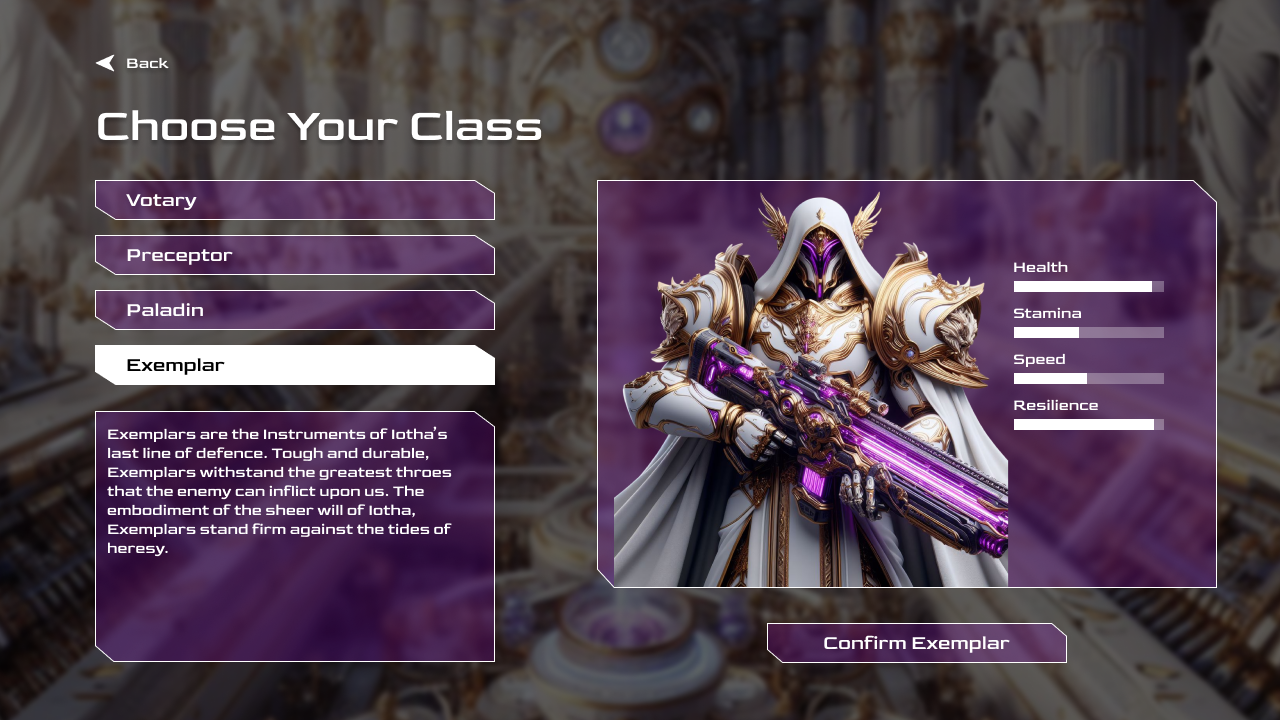 Back
Choose Your Class
Votary
Preceptor
Paladin
Exemplar
Exemplars are the Instruments of Iotha's
last line of defence. Tough and durable,
Exemplars withstand the greatest throes
that the enemy can inflict upon us. The
embodiment of the sheer will of Iotha,
Exemplars stand firm against the tides of
heresy.
Health
Stamina
Speed
Resilience
Confirm Exemplar